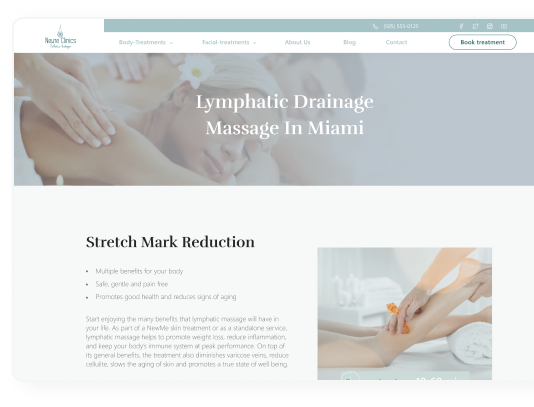 (505) 555-0125
NewMe Clinics
Body-Treatments
Facial-treatments
About Us
Blog
Contact
Book treatment
Lymphatic Drainage
Massage In Miami
Stretch Mark Reduction
• Multiple benefits for your body
• Safe, gentle and pain free
• Promotes good health and reduces signs of aging
Start enjoying the many benefits that lymphatic massage will have in
your life. As part of a NewMe skin treatment or as a standalone service,
lymphatic massage helps to promote weight loss, reduce inflammation,
and keep your body's immune system at peak performance. On top of
its general benefits, the treatment also diminishes varicose veins, reduces
cellulite, slows the aging of skin and promotes a true state of well being.